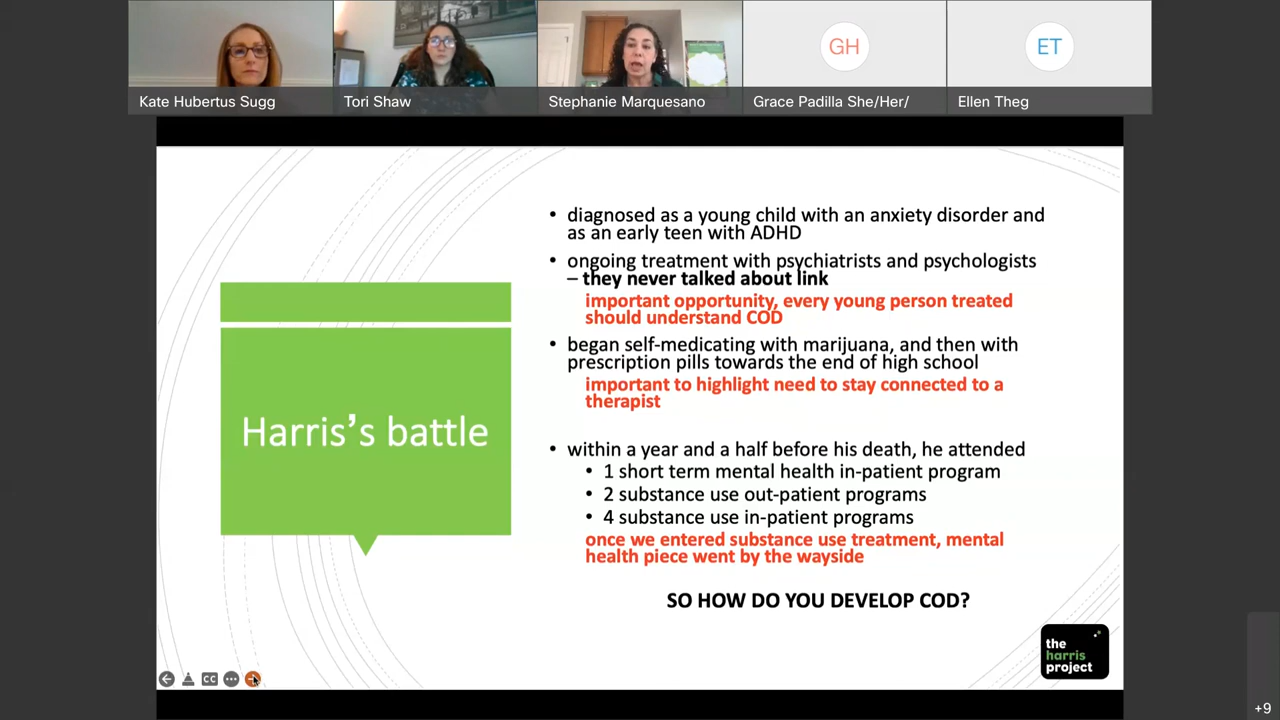 Kate Hubertus Sugg
Tori Shaw
Stephanie Marquesano
GH
Grace Padilla She/Her/
ET
Ellen Theg
Harris’s battle
• diagnosed as a young child with an anxiety disorder and
as an early teen with ADHD
• ongoing treatment with psychiatrists and psychologists
– they never talked about link
important opportunity, every young person treated
should understand COD
• began self-medicating with marijuana, and then with
prescription pills towards the end of high school
important to highlight need to stay connected to a
therapist
• within a year and a half before his death, he attended
• 1 short term mental health in-patient program
• 2 substance use out-patient programs
• 4 substance use in-patient programs
once we entered substance use treatment, mental
health piece went by the wayside
SO HOW DO YOU DEVELOP COD?
the
harris
project
CC
+9